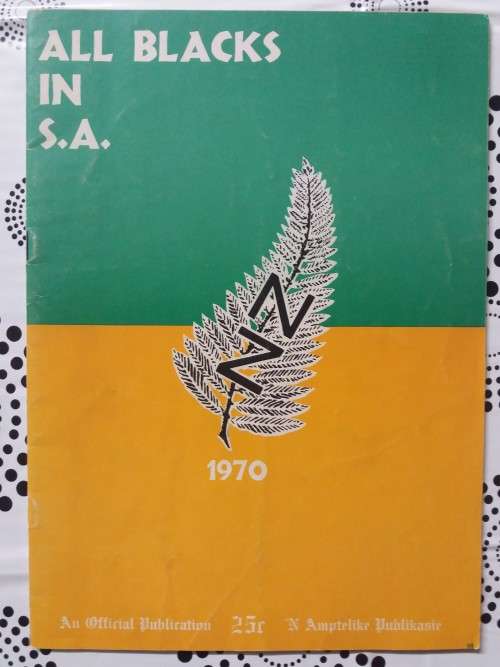 ALL BLACKS
IN
S.A.
NZ
1970
An Official Publication 25c 'N Amptelike Publikasie